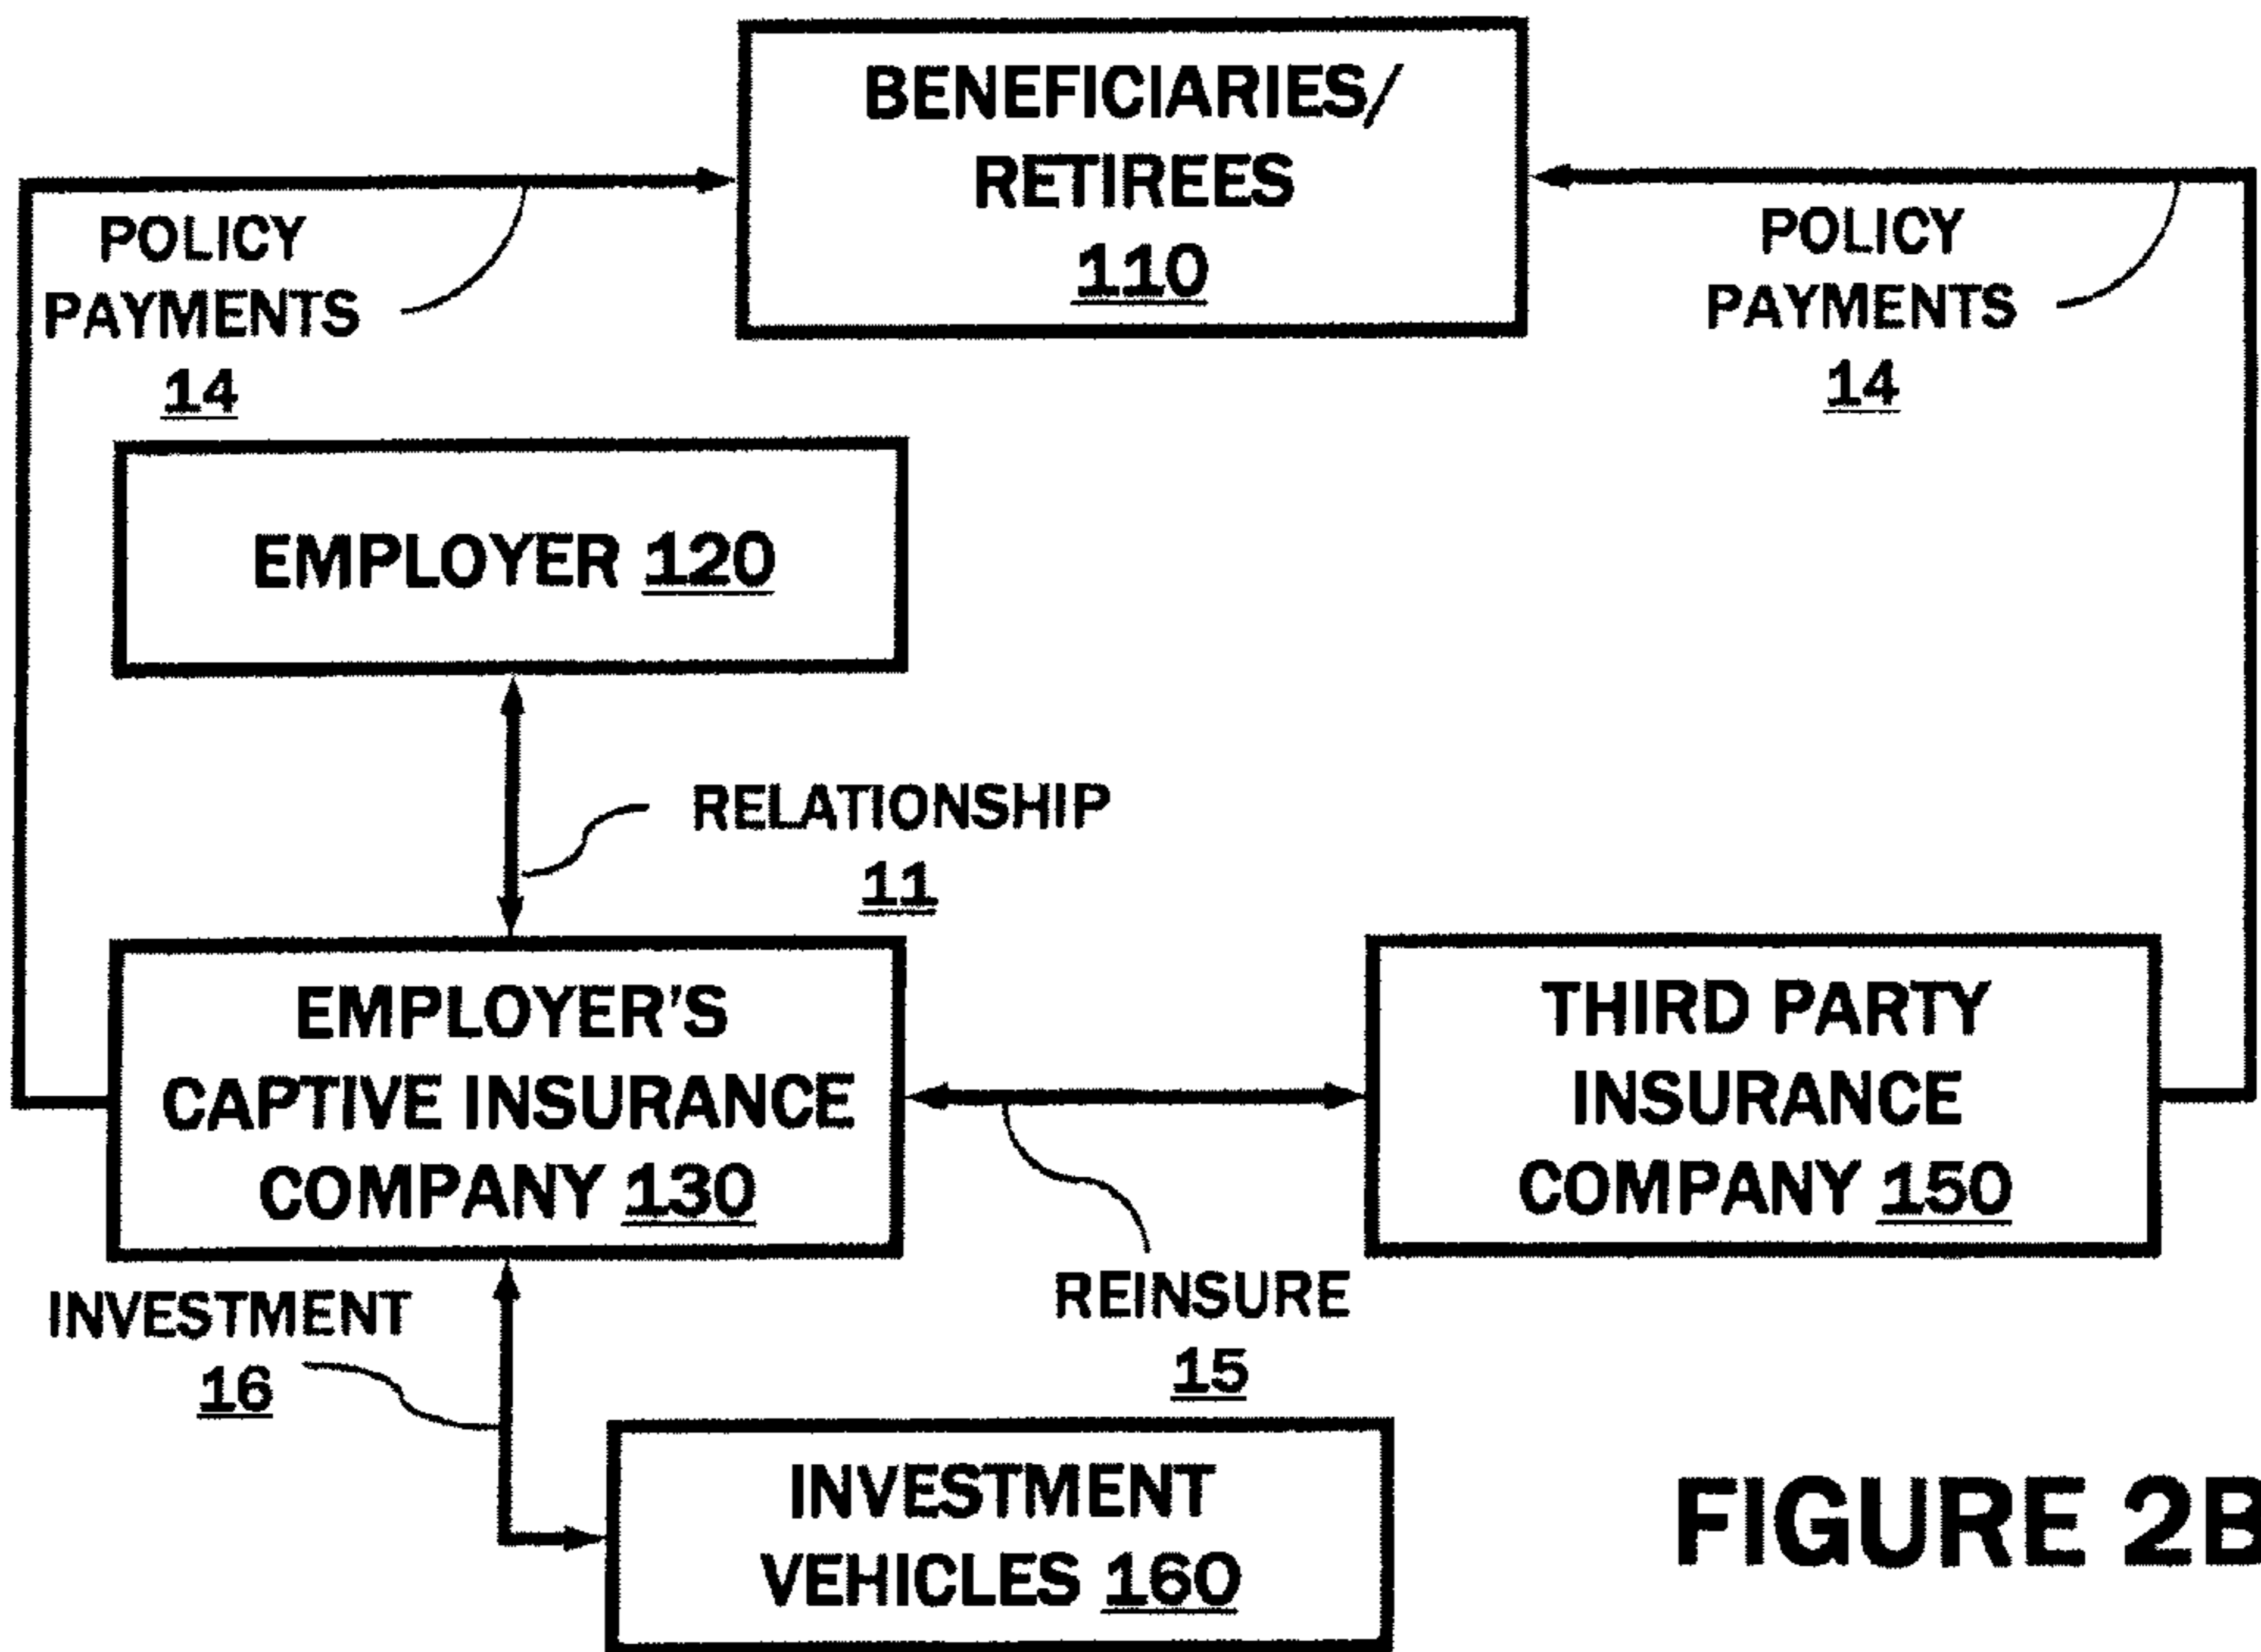 BENEFICIARIES/
RETIREES
110
POLICY
PAYMENTS
14
POLICY
PAYMENTS
14
EMPLOYER 120
RELATIONSHIP
11
EMPLOYER'S
CAPTIVE INSURANCE
COMPANY 130
THIRD PARTY
INSURANCE
COMPANY 150
INVESTMENT
16
REINSURE
15
INVESTMENT
VEHICLES 160
FIGURE 2B